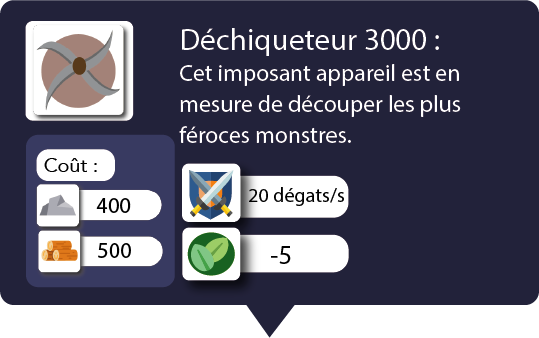 Déchiqueteur 3000 :
Cet imposant appareil est en
mesure de découper les plus
féroces monstres.
Coût :
400
500
20 dégats/s
-5